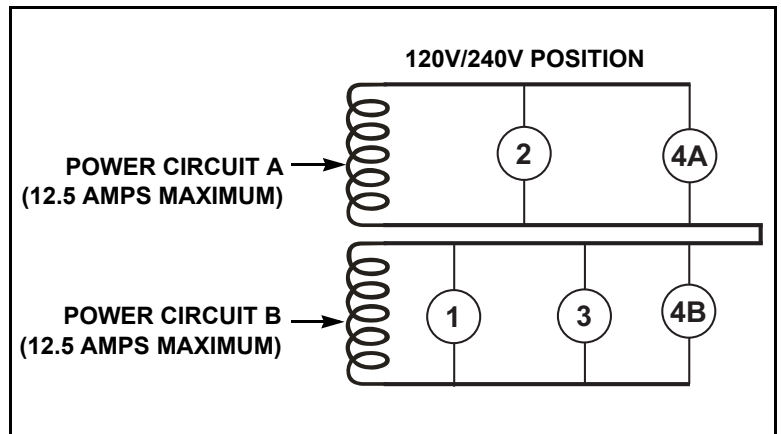 120V/240V POSITION
POWER CIRCUIT A
(12.5 AMPS MAXIMUM)
2
4A
POWER CIRCUIT B
(12.5 AMPS MAXIMUM)
1
3
4B